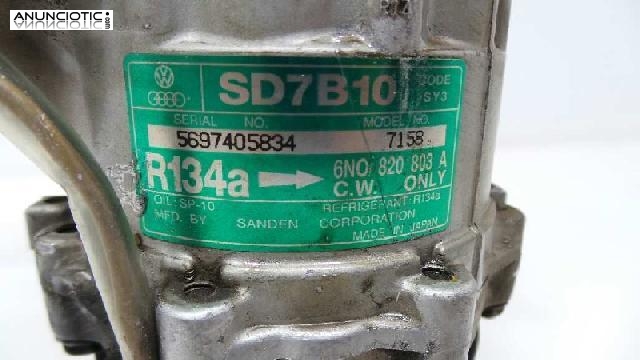 ANUNCIOTIC.com
SD7B10
CODE
SY3
SERIAL NO. MODEL NO.
5697405834 7158
R134a
6N0 820 803 A
C.W. ONLY
OIL: SP-10 REFRIGERANT: R134a
MFD. BY SANDEN CORPORATION
MADE IN JAPAN